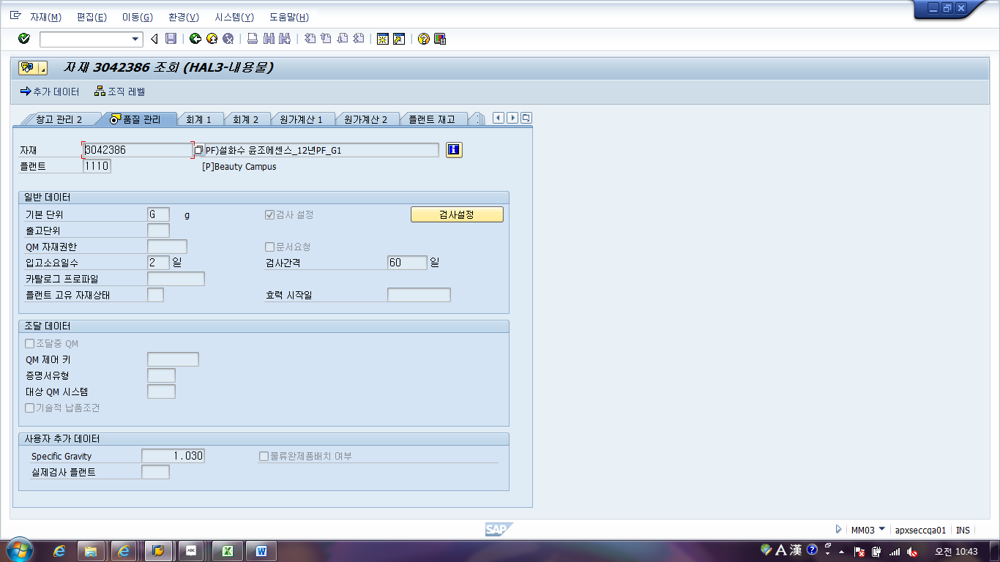 자재(M) 편집(E) 이동(G) 환경(V) 시스템(Y) 도움말(H)
자재 3042386 조회 (HAL3-내용물)
추가 데이터 조직 레벨
창고 관리 2 품질 관리 회계 1 회계 2 원가계산 1 원가계산 2 플랜트 재고
자재 3042386 PF)설화수 윤조에센스_12년PF_G1
플랜트 1110 [P]Beauty Campus
일반 데이터
기본 단위 G g 검사 설정 검사설정
출고단위
QM 자재권한 문서요청
입고소요일수 2 일 검사간격 60 일
카탈로그 프로파일
플랜트 고유 자재상태 효력 시작일
조달 데이터
조달중 QM
QM 제어 키
증명서유형
대상 QM 시스템
기술적 납품조건
사용자 추가 데이터
Specific Gravity 1.030 물류완제품배치 여부
실제검사 플랜트
SAP MM03 apxseccqa01 INS
A 漢 오전 10:43